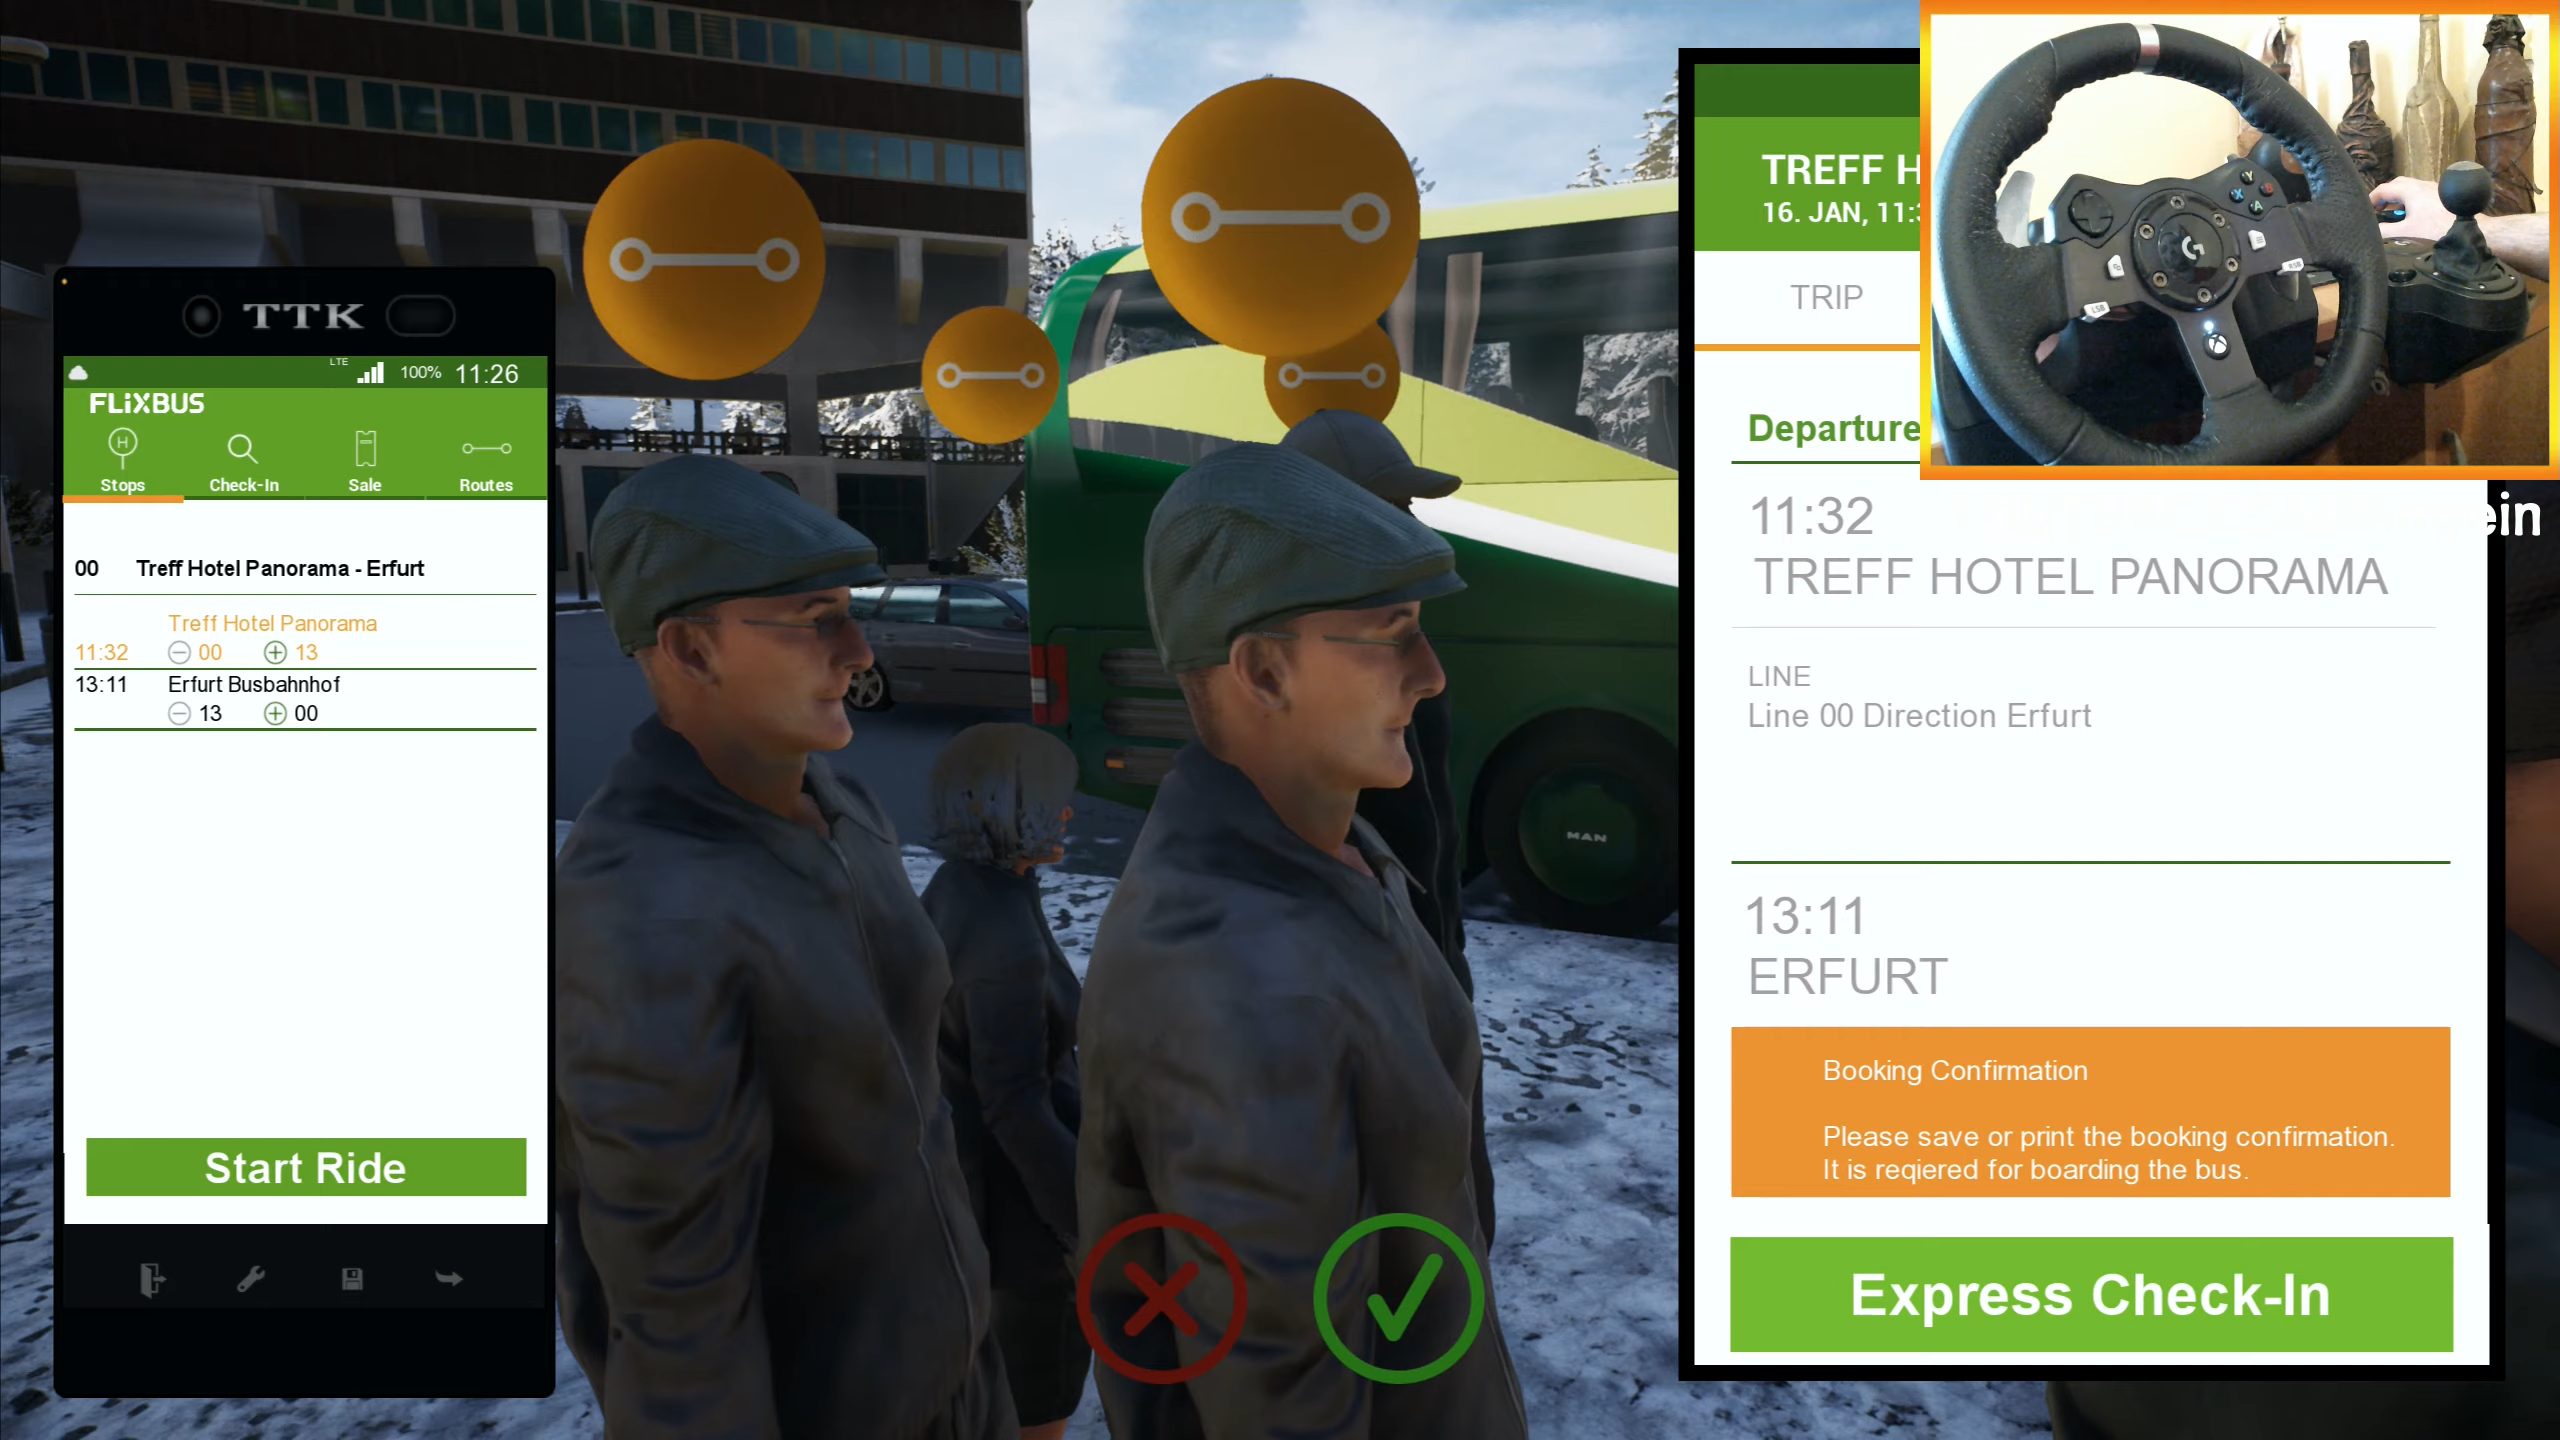 TTK
LTE
100%
11:26
FLiXBUS
Stops
Check-In
Sale
Routes
00 Treff Hotel Panorama - Erfurt
Treff Hotel Panorama
11:32 00 13
13:11 Erfurt Busbahnhof
13 00
Start Ride
MAN
TREFF H
16. JAN, 11:3
TRIP
Departure
11:32
TREFF HOTEL PANORAMA
LINE
Line 00 Direction Erfurt
13:11
ERFURT
Booking Confirmation
Please save or print the booking confirmation.
It is reqiered for boarding the bus.
Express Check-In
ein
Y
X
B
A
LSB
RSB
G